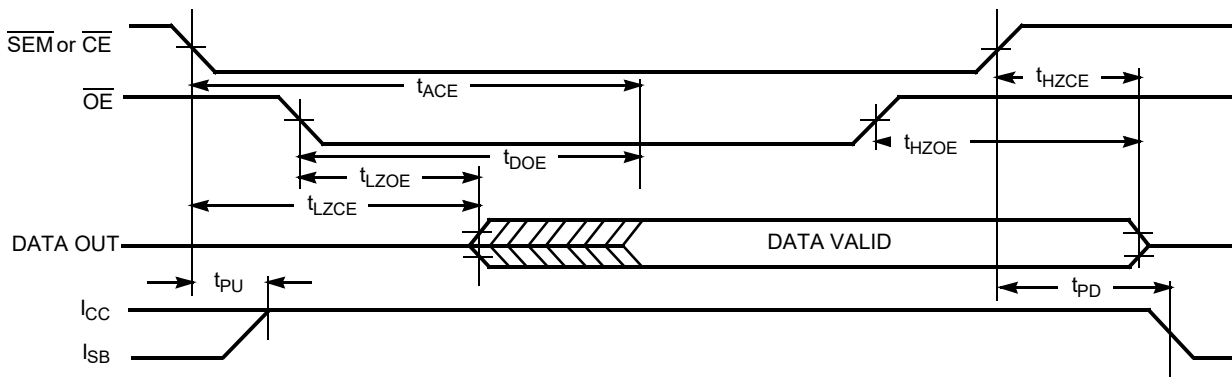 SEM or CE
tACE
tHZCE
OE
tHZOE
tDOE
tLZOE
tLZCE
DATA OUT
DATA VALID
tPU
tPD
ICC
ISB